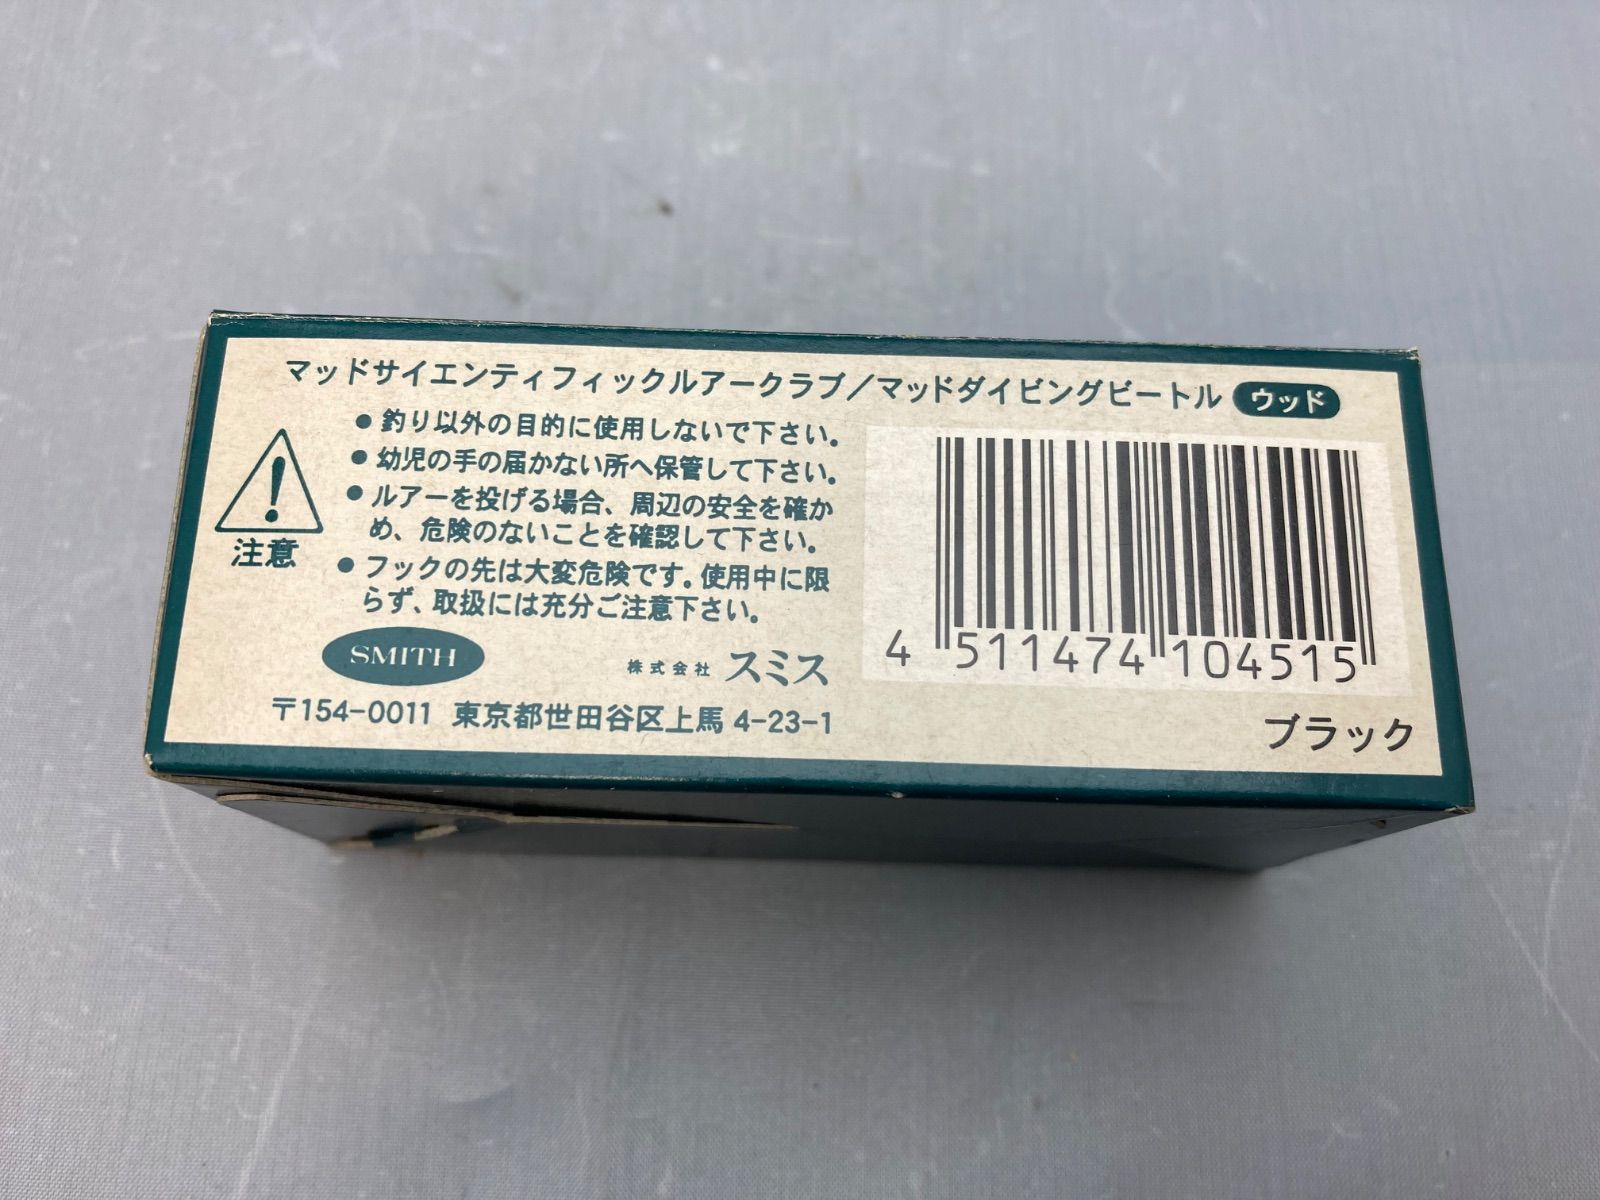 マッドサイエンティフィックルアークラブ/マッドダイビングビートル ウッド
注意
●釣り以外の目的に使用しないで下さい。
●幼児の手の届かない所へ保管して下さい。
●ルアーを投げる場合、周辺の安全を確か
め、危険のないことを確認して下さい。
●フックの先は大変危険です。使用中に限
らず、取扱には充分ご注意下さい。
SMITH 株式会社 スミス
〒154-0011 東京都世田谷区上馬 4-23-1
4 511474 104515
ブラック